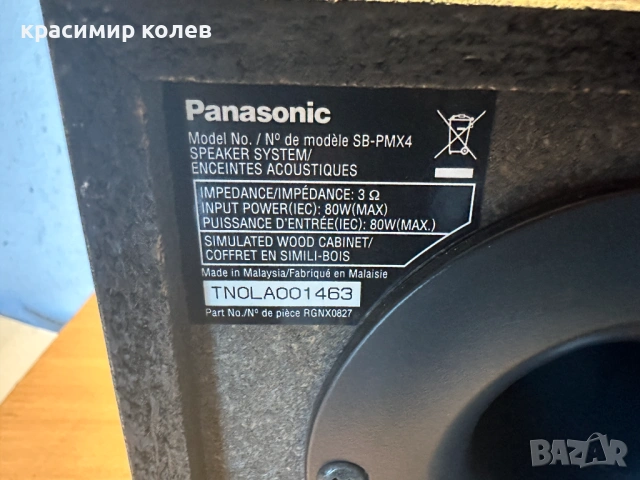 красимир колев
Panasonic
Model No. / Nº de modèle SB-PMX4
SPEAKER SYSTEM/
ENCEINTES ACOUSTIQUES
IMPEDANCE/IMPÉDANCE: 3 Ω
INPUT POWER(IEC): 80W(MAX)
PUISSANCE D'ENTRÉE(IEC): 80W(MAX.)
SIMULATED WOOD CABINET/
COFFRET EN SIMILI-BOIS
Made in Malaysia/Fabriqué en Malaisie
TN0LA001463
Part No./Nº de pièce RGNX0827
BAZAR